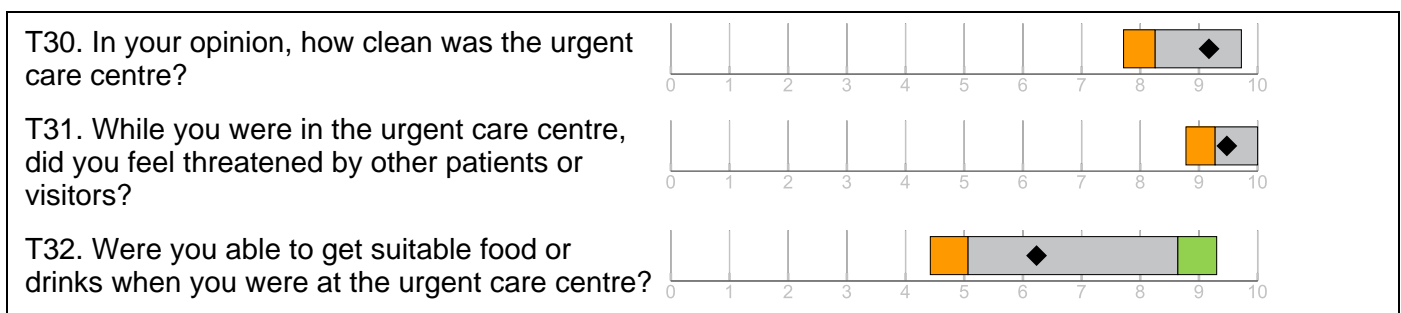 T30. In your opinion, how clean was the urgent
care centre?
0 1 2 3 4 5 6 7 8 9 10
T31. While you were in the urgent care centre,
did you feel threatened by other patients or
visitors?
0 1 2 3 4 5 6 7 8 9 10
T32. Were you able to get suitable food or
drinks when you were at the urgent care centre?
0 1 2 3 4 5 6 7 8 9 10